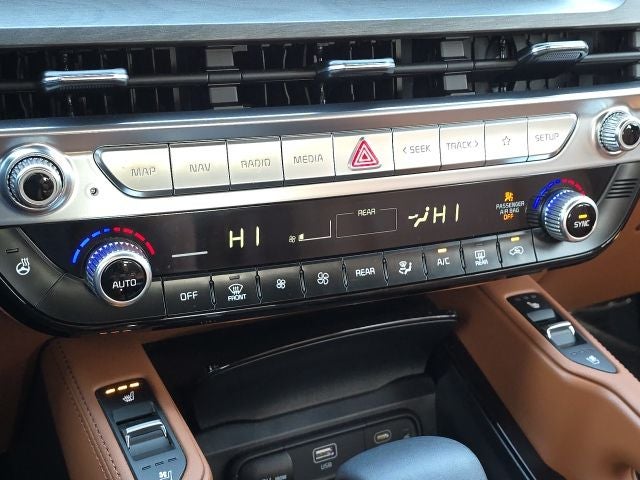 MAP NAV RADIO MEDIA < SEEK TRACK > SETUP
REAR
PASSENGER
AIR BAG
OFF
HI HI
AUTO SYNC
OFF FRONT REAR A/C REAR
USB